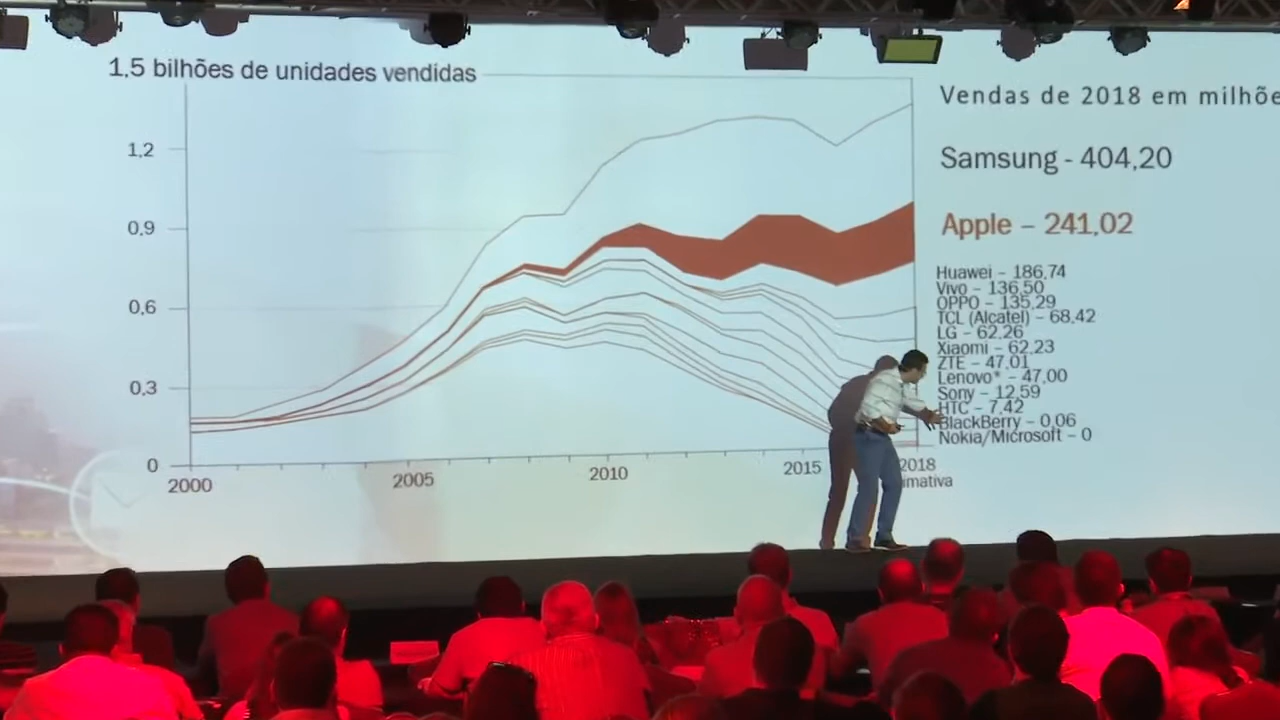 1,5 bilhões de unidades vendidas
1,2
0,9
0,6
0,3
0
2000
2005
2010
2015
2018
Vendas de 2018 em
Samsung - 404,20
Apple – 241,02
Huawei – 186,74
Vivo – 136,50
OPPO – 135,29
TCL (Alcatel) – 68,42
LG – 62,26
Xiaomi – 62,23
ZTE – 47,01
Lenovo* – 47,00
Sony – 12,59
HTC – 7,42
BlackBerry – 0,06
Nokia/Microsoft – 0